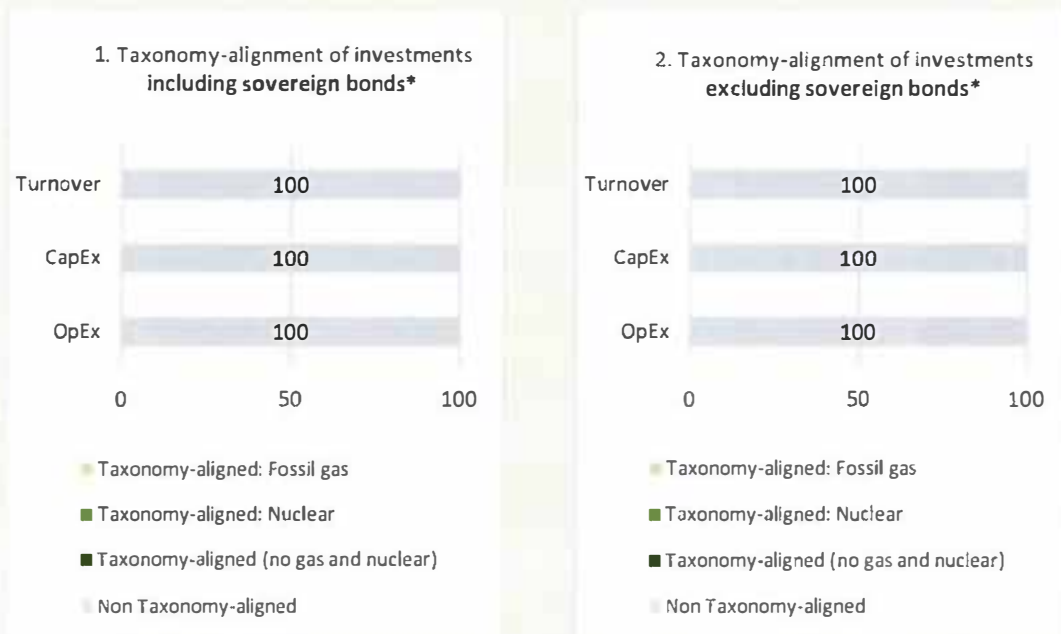 1. Taxonomy-alignment of investments
including sovereign bonds*
Turnover
100
CapEx
100
OpEx
100
0 50 100
Taxonomy-aligned: Fossil gas
Taxonomy-aligned: Nuclear
Taxonomy-aligned (no gas and nuclear)
Non Taxonomy-aligned
2. Taxonomy-alignment of investments
excluding sovereign bonds*
Turnover
100
CapEx
100
OpEx
100
0 50 100
Taxonomy-aligned: Fossil gas
Taxonomy-aligned: Nuclear
Taxonomy-aligned (no gas and nuclear)
Non Taxonomy-aligned